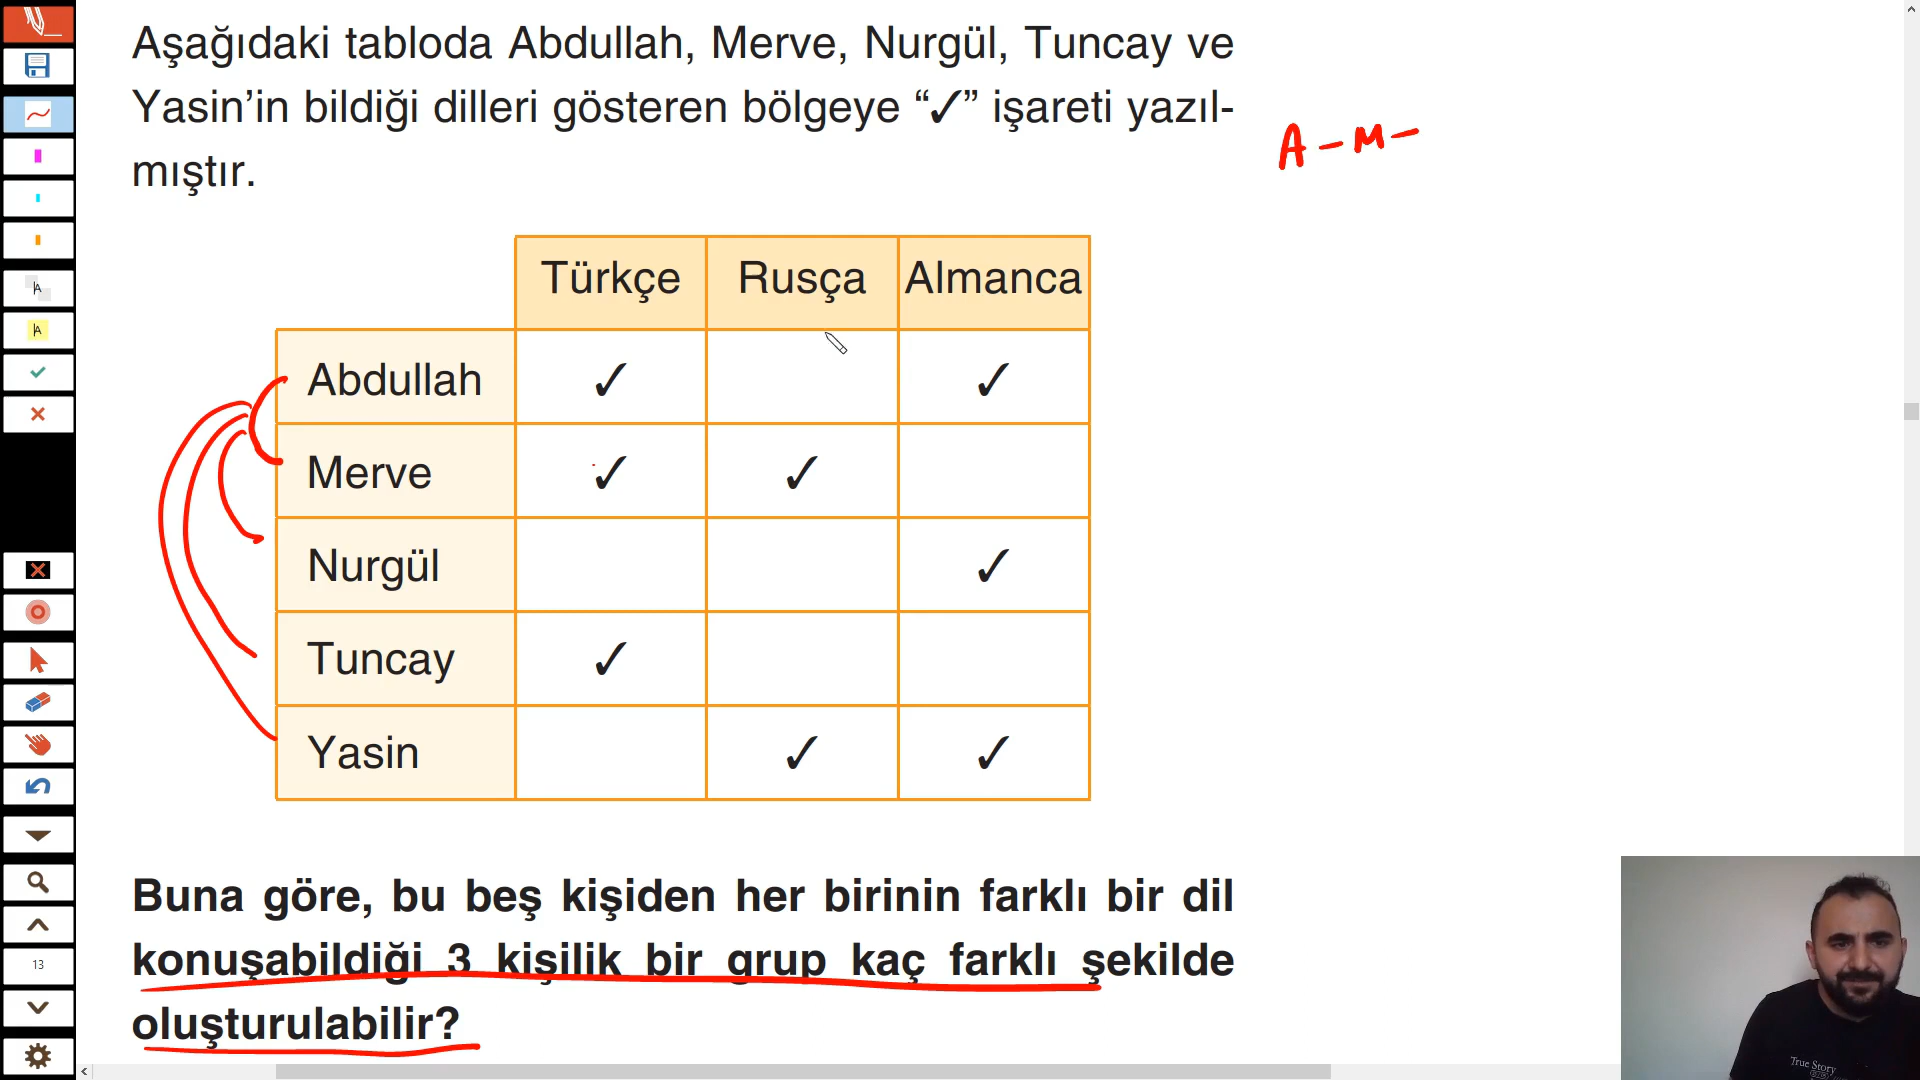 Aşağıdaki tabloda Abdullah, Merve, Nurgül, Tuncay ve
Yasin’in bildiği dilleri gösteren bölgeye “✓” işareti yazıl-
mıştır.
A – M –
Türkçe Rusça Almanca
Abdullah ✓ ✓
Merve ✓ ✓
Nurgül ✓
Tuncay ✓
Yasin ✓ ✓
Buna göre, bu beş kişiden her birinin farklı bir dil
konuşabildiği 3 kişilik bir grup kaç farklı şekilde
oluşturulabilir?
13
True Story